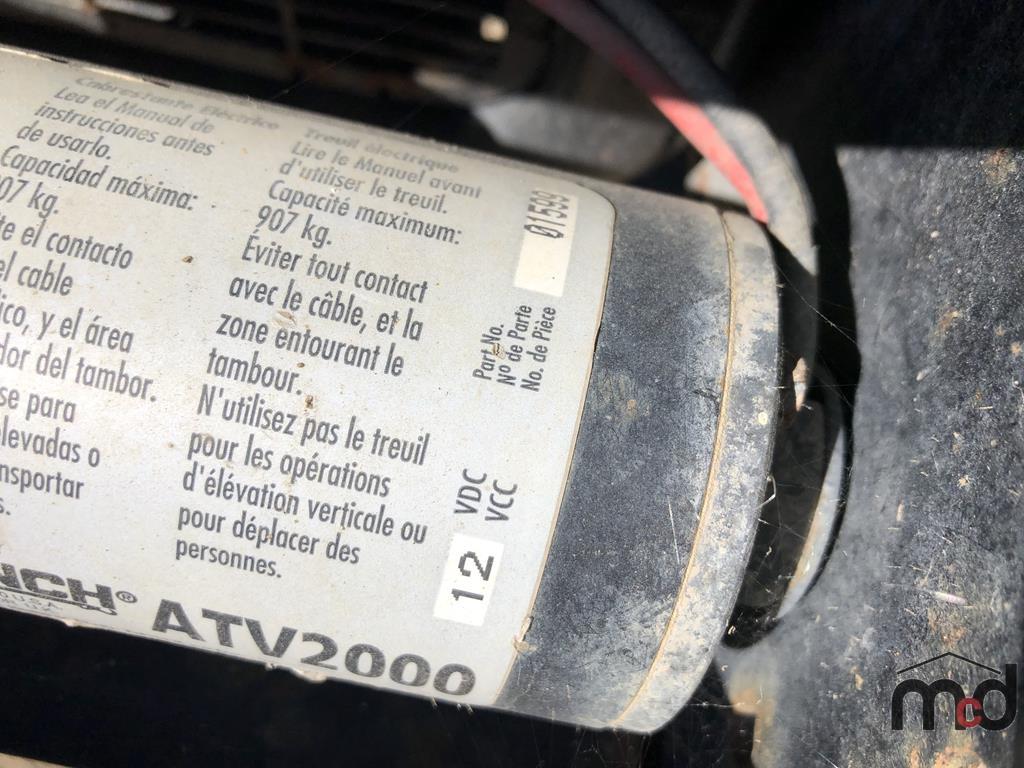 Cabrestante Eléctrico
Lea el Manual de
instrucciones antes
de usarlo.
Capacidad máxima:
907 kg.
te el contacto
el cable
ico, y el área
dor del tambor.
se para
levadas o
nsportar
s.
Treuil électrique
Lire le Manuel avant
d'utiliser le treuil.
Capacité maximum:
907 kg.
Eviter tout contact
avec le câble, et la
zone entourant le
tambour.
N'utilisez pas le treuil
pour les opérations
d'élévation verticale ou
pour déplacer des
personnes.
01599
Part No.
Nº de Parte
No. de Pièce
12 VDC
VCC
NCH® ATV2000
mcd